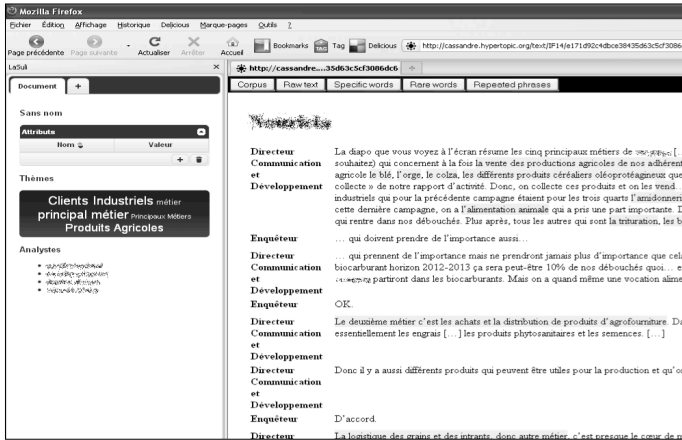 Mozilla Firefox
Fichier Édition Affichage Historique Delicious Marque-pages Outils ?
Page précédente Page suivante Actualiser Arrêter Accueil Bookmarks Tag Delicious http://cassandre.hypertopic.org/text/IF14/e171d92c4dbce38435d63c5cf3086
LaSuli ×
http://cassandre....35d63c5cf3086dc6
Document +
Corpus Raw text Specific words Rare words Repeated phrases
Sans nom
Attributs
Nom Valeur
+
Thèmes
Clients Industriels métier
principal métier Principaux Métiers
Produits Agricoles
Analystes
Directeur La diapo que vous voyez à l'écran résume les cinq principaux métiers de [..
Communication souhaitez) qui concernent à la fois la vente des productions agricoles de nos adhérent
et agricole le blé, l'orge, le colza, les différents produits céréaliers oléoprotéagineux que
Développement collecte » de notre rapport d'activité. Donc, on collecte ces produits et on les vend...
industriels qui pour la précédente campagne étaient pour les trois quarts l'amidonneri
cette dernière campagne, on a l'alimentation animale qui a pris une part importante. D
qui rentre dans nos débouchés. Plus après, tous les autres qui sont la trituration, les b
Enquêteur ... qui doivent prendre de l'importance aussi...
Directeur ... qui prennent de l'importance mais ne prendront jamais plus d'importance que cela
Communication biocarburant horizon 2012-2013 ça sera peut-être 10% de nos débouchés quoi... e
et partiront dans les biocarburants. Mais on a quand même une vocation alime
Développement
Enquêteur OK.
Directeur Le deuxième métier c'est les achats et la distribution de produits d'agrofourniture. Da
Communication essentiellement les engrais [...] les produits phytosanitaires et les semences. [...]
et
Développement
Directeur Donc il y a aussi différents produits qui peuvent être utiles pour la production et qu'o
Communication
et
Développement
Enquêteur D'accord.
Directeur La logistique des grains et des intrants, donc autre métier, c'est presque le cœur de m